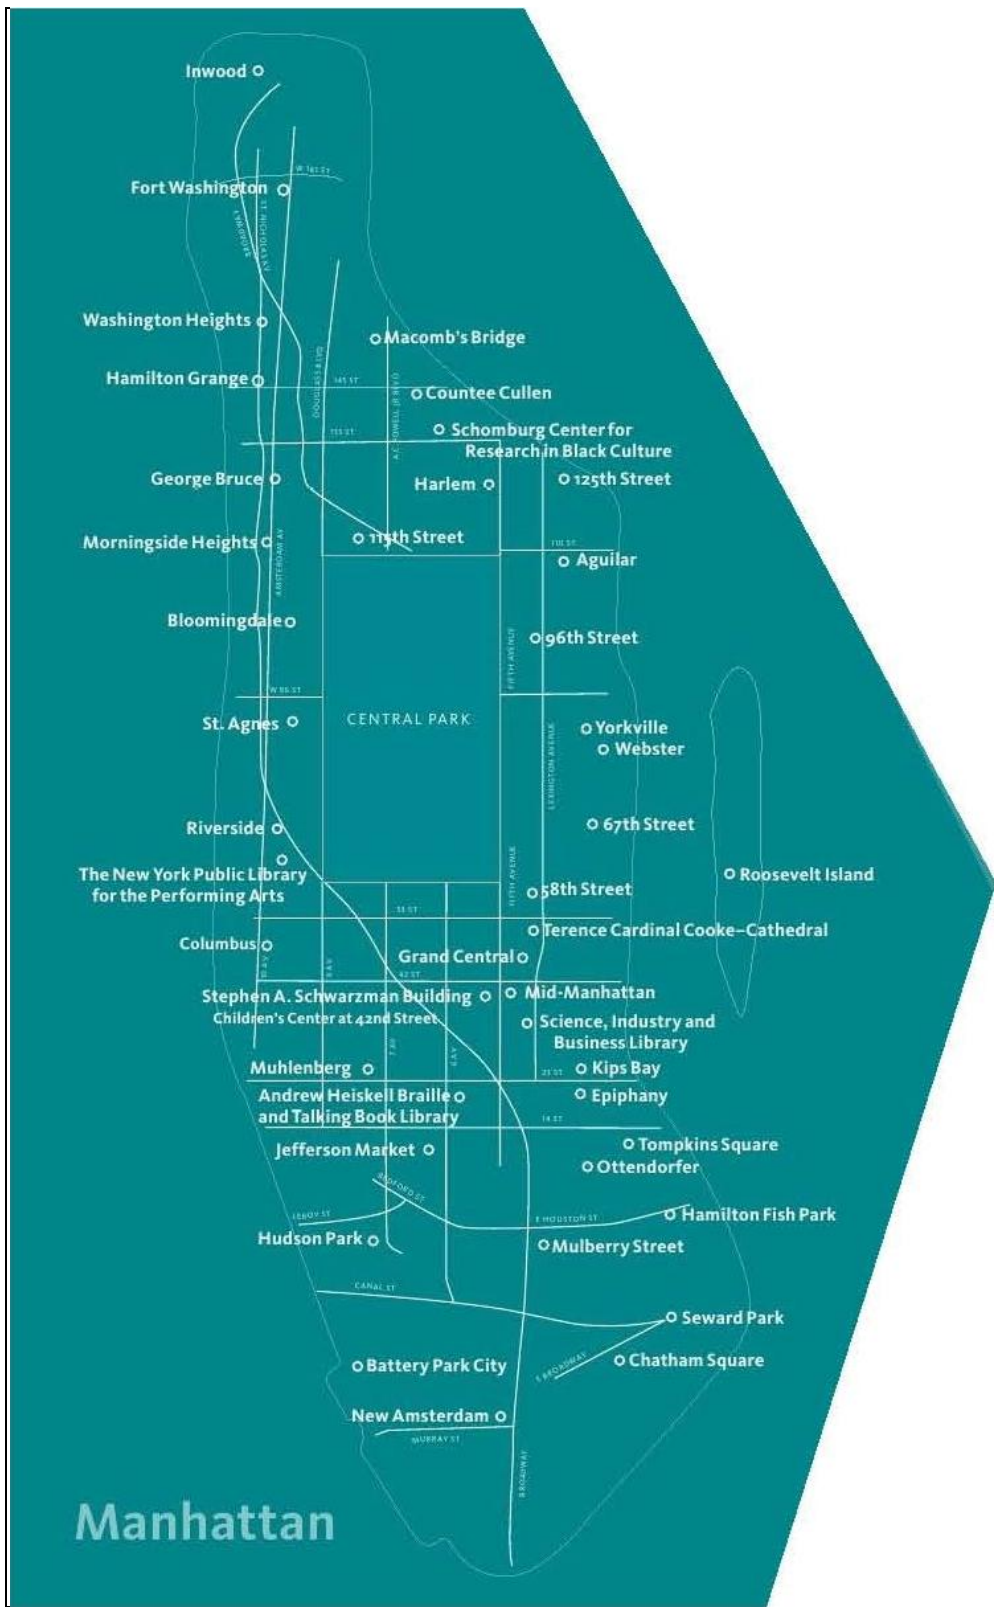 Inwood
W 181 ST
Fort Washington
BROADWAY
ST. NICHOLAS AV
Washington Heights
Macomb's Bridge
DOUGLASS BLVD
Hamilton Grange
145 ST
A.C. POWELL JR BLVD
Countee Cullen
135 ST
Schomburg Center for
Research in Black Culture
George Bruce
Harlem
125th Street
115th Street
Morningside Heights
110 ST
AMSTERDAM AV
Aguilar
Bloomingdale
96th Street
FIFTH AVENUE
W 86 ST
St. Agnes
CENTRAL PARK
Yorkville
Webster
LEXINGTON AVENUE
Riverside
67th Street
The New York Public Library
for the Performing Arts
FIFTH AVENUE
58th Street
Roosevelt Island
53 ST
Terence Cardinal Cooke–Cathedral
Columbus
Grand Central
8 AV
42 ST
Stephen A. Schwarzman Building
Children's Center at 42nd Street
Mid-Manhattan
Science, Industry and
Business Library
7 AV
6 AV
Muhlenberg
23 ST
Kips Bay
Andrew Heiskell Braille
and Talking Book Library
Epiphany
14 ST
Jefferson Market
Tompkins Square
Ottendorfer
BEDFORD ST
LEROY ST
E HOUSTON ST
Hamilton Fish Park
Hudson Park
Mulberry Street
CANAL ST
Seward Park
E BROADWAY
Chatham Square
Battery Park City
New Amsterdam
MURRAY ST
BROADWAY
Manhattan